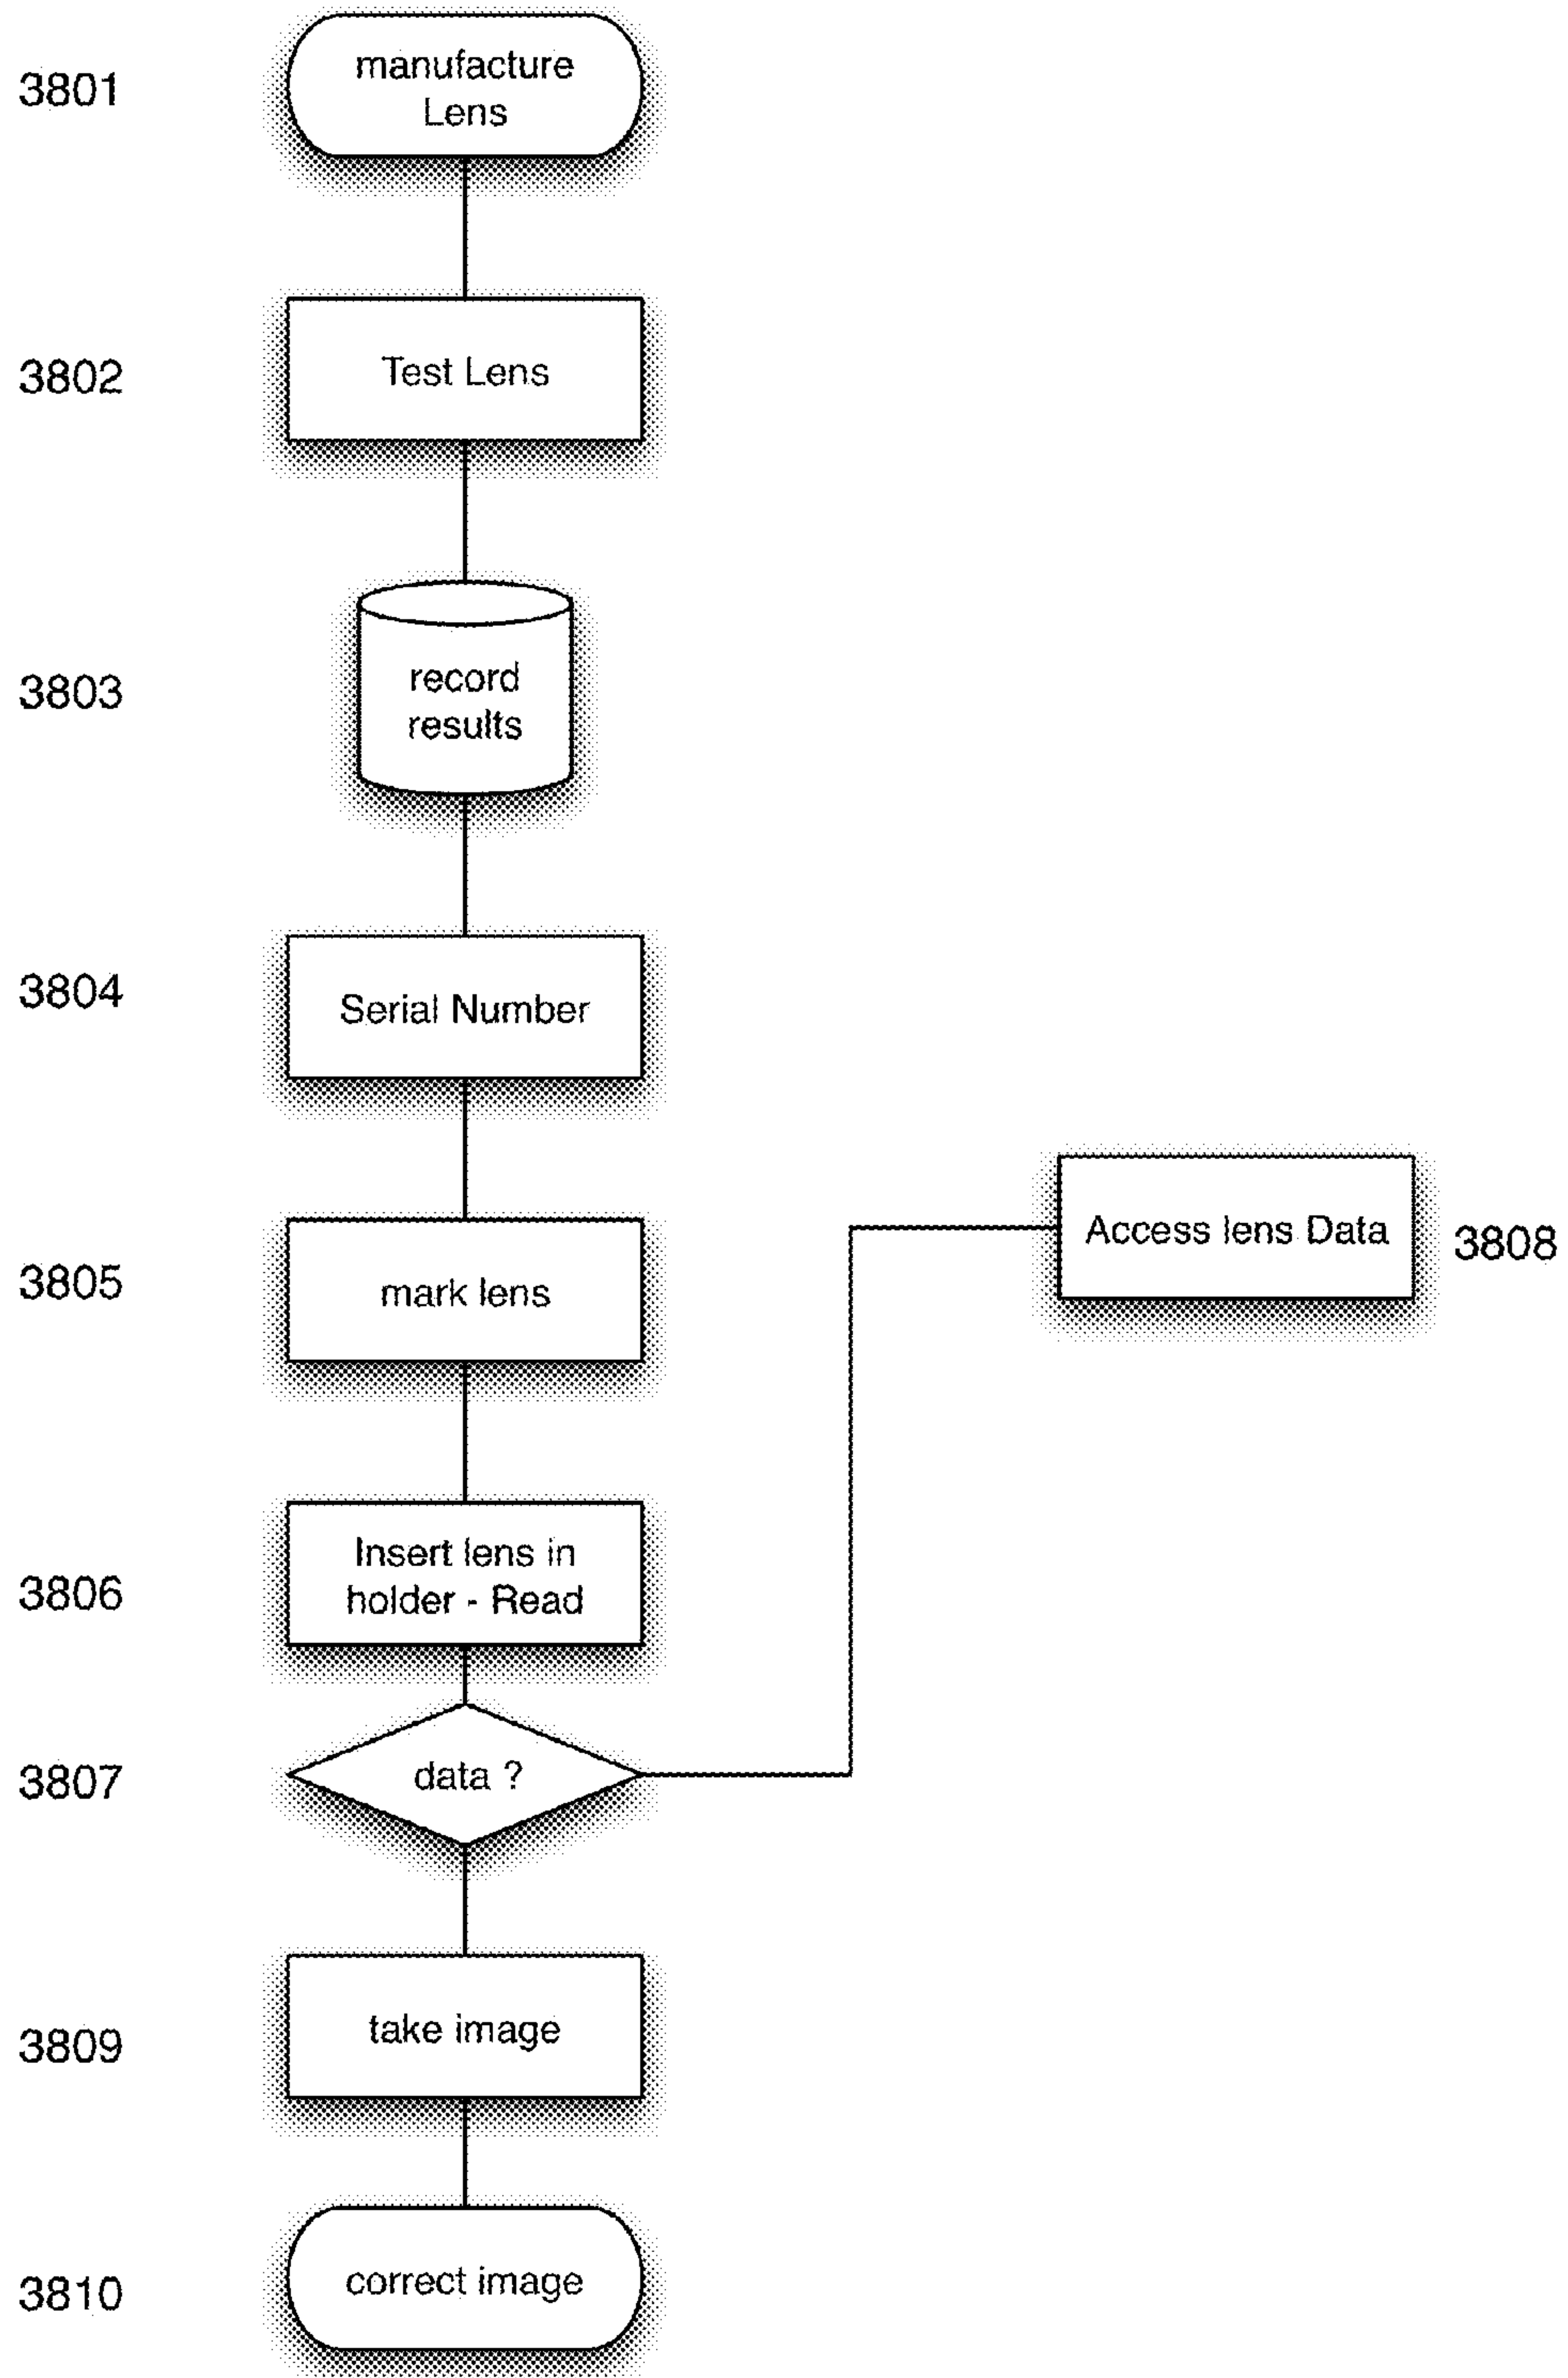 3801
manufacture
Lens
3802
Test Lens
3803
record
results
3804
Serial Number
3805
mark lens
Access lens Data
3808
3806
Insert lens in
holder - Read
3807
data ?
3809
take image
3810
correct image